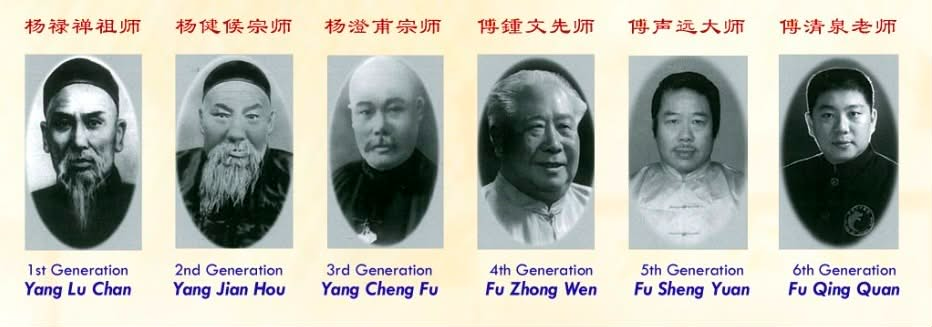 杨禄禅祖师
杨健侯宗师
杨澄甫宗师
傅鍾文先师
傅声远大师
傅清泉老师
1st Generation
Yang Lu Chan
2nd Generation
Yang Jian Hou
3rd Generation
Yang Cheng Fu
4th Generation
Fu Zhong Wen
5th Generation
Fu Sheng Yuan
6th Generation
Fu Qing Quan